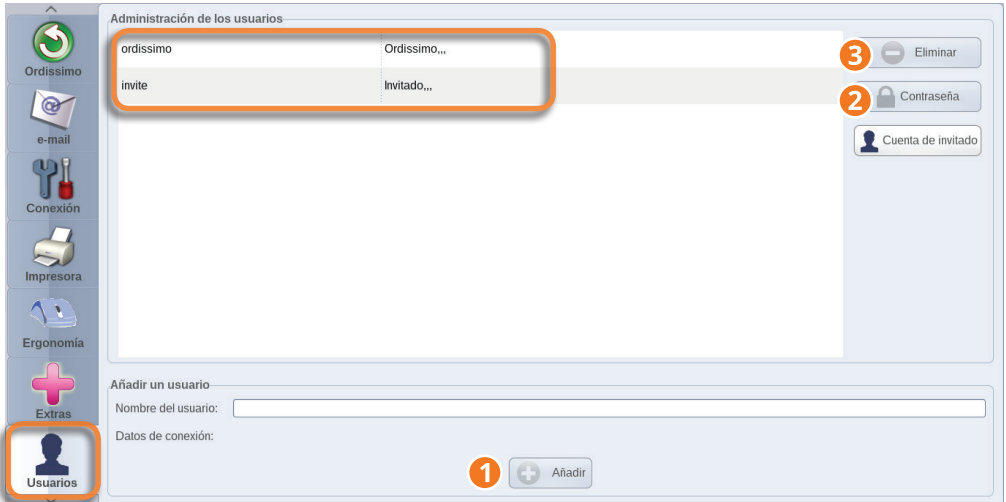 Ordissimo
e-mail
Conexión
Impresora
Ergonomía
Extras
Usuarios
Administración de los usuarios
ordissimo Ordissimo,,,
invite Invitado,,,
3 Eliminar
2 Contraseña
Cuenta de invitado
Añadir un usuario
Nombre del usuario:
Datos de conexión:
1 Añadir